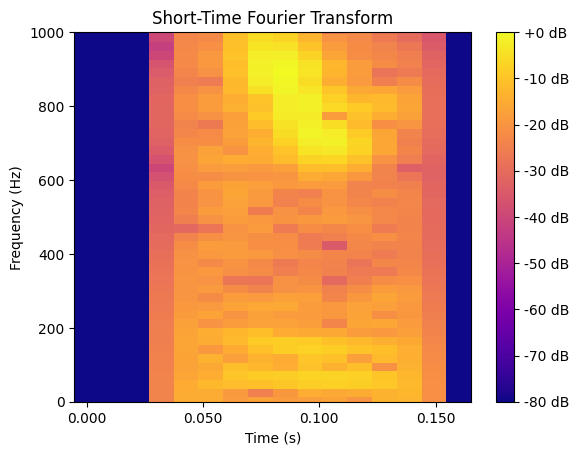 Short-Time Fourier Transform
Frequency (Hz)
1000
800
600
400
200
0
0.000
0.050
0.100
0.150
Time (s)
+0 dB
-10 dB
-20 dB
-30 dB
-40 dB
-50 dB
-60 dB
-70 dB
-80 dB